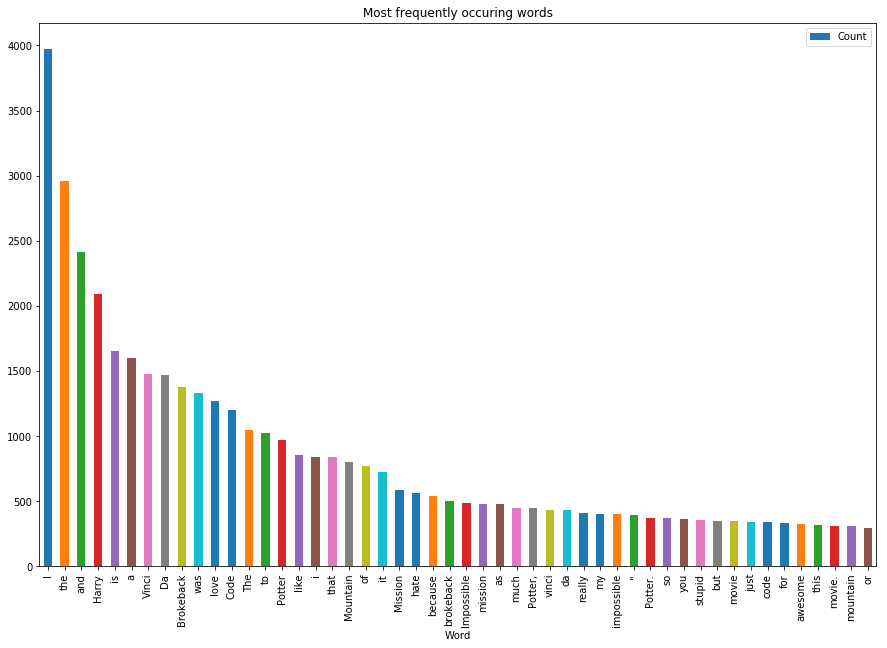 Most frequently occuring words
Count
4000
3500
3000
2500
2000
1500
1000
500
0
I
the
and
Harry
is
a
Vinci
Da
Brokeback
was
love
Code
The
to
Potter
like
i
that
Mountain
of
it
Mission
hate
because
brokeback
Impossible
mission
as
much
Potter,
vinci
da
really
my
impossible
"
Potter.
so
you
stupid
but
movie
just
code
for
awesome
this
movie.
mountain
or
Word